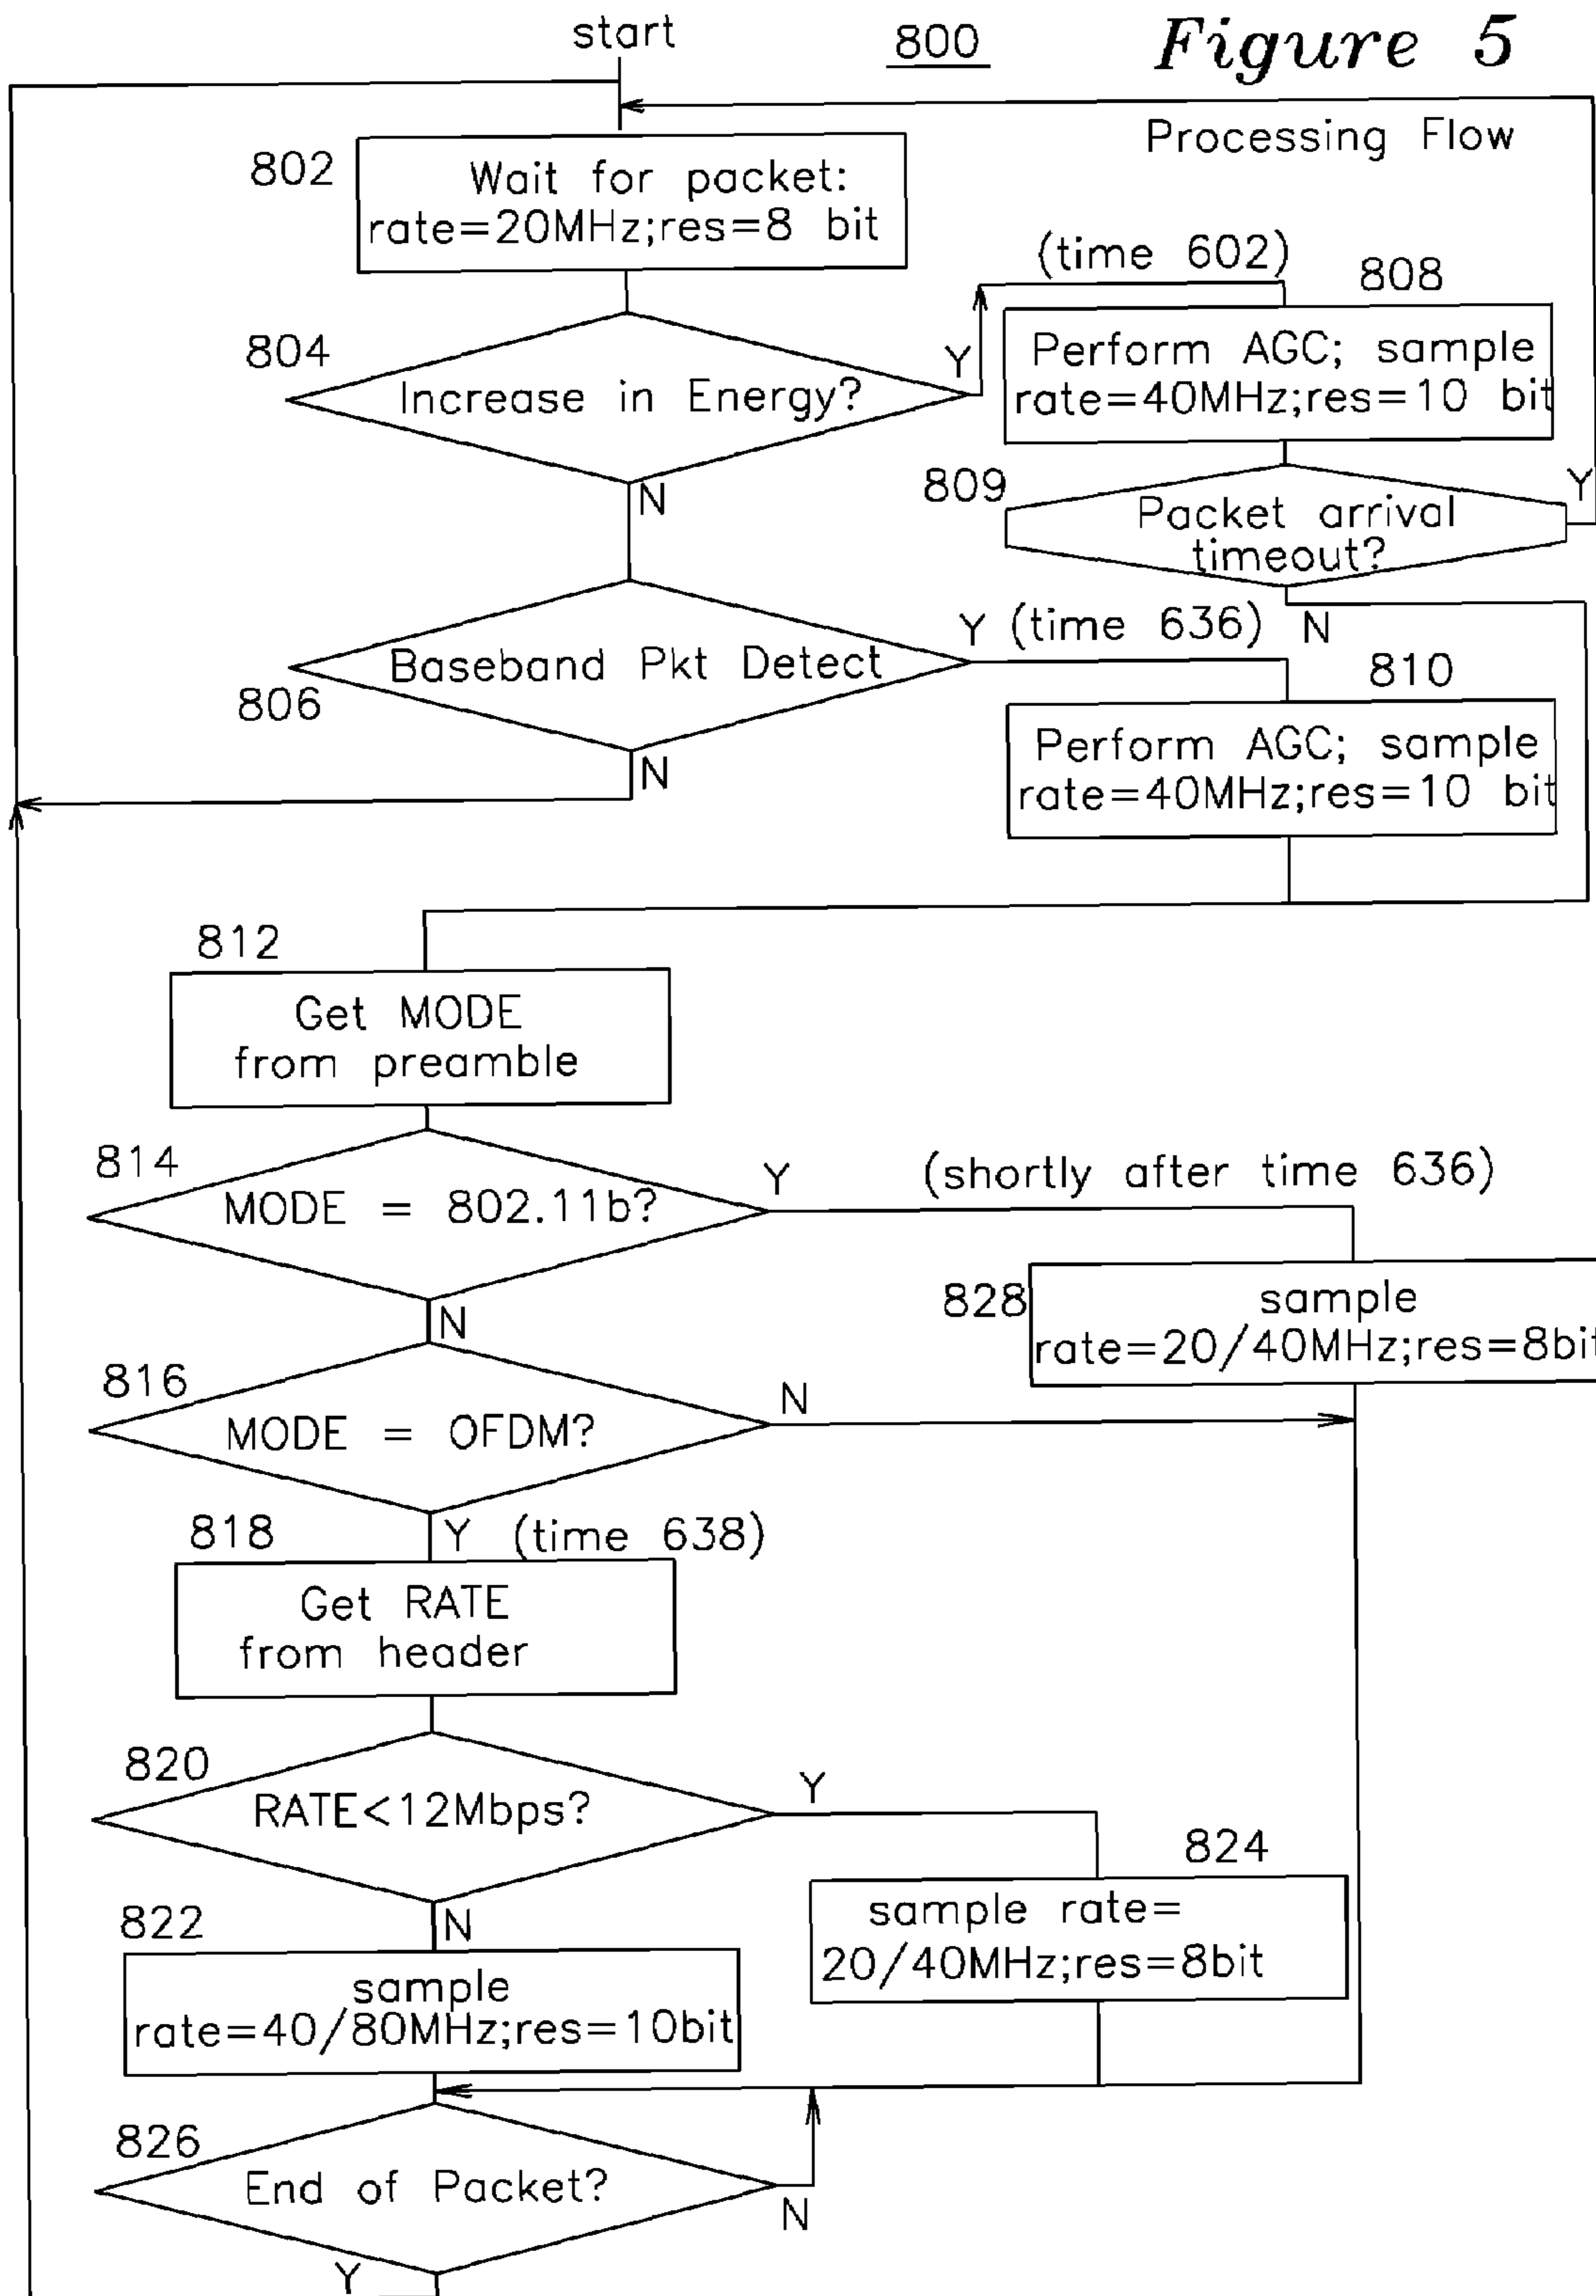 start
800
Figure 5
Processing Flow
802
Wait for packet:
rate=20MHz;res=8 bit
804
Increase in Energy?
Y
(time 602)
808
Perform AGC; sample
rate=40MHz;res=10 bit
N
809
Packet arrival
timeout?
Y
N
806
Baseband Pkt Detect
Y (time 636)
810
Perform AGC; sample
rate=40MHz;res=10 bit
N
812
Get MODE
from preamble
814
MODE = 802.11b?
Y
(shortly after time 636)
828
sample
rate=20/40MHz;res=8bit
N
816
MODE = OFDM?
N
Y (time 638)
818
Get RATE
from header
820
RATE<12Mbps?
Y
824
sample rate=
20/40MHz;res=8bit
N
822
sample
rate=40/80MHz;res=10bit
826
End of Packet?
N
Y